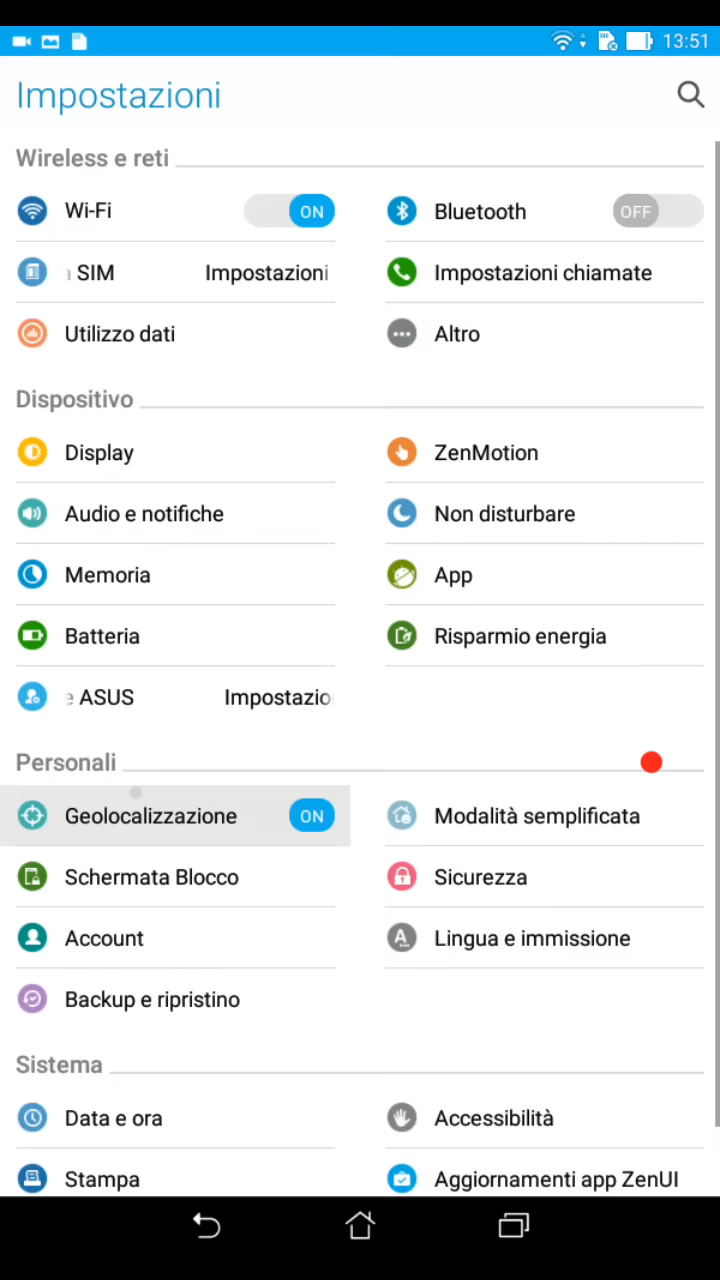 13:51
Impostazioni
Wireless e reti
Wi-Fi ON Bluetooth OFF
SIM Impostazioni Impostazioni chiamate
Utilizzo dati Altro
Dispositivo
Display ZenMotion
Audio e notifiche Non disturbare
Memoria App
Batteria Risparmio energia
e ASUS Impostazio
Personali
Geolocalizzazione ON Modalità semplificata
Schermata Blocco Sicurezza
Account Lingua e immissione
Backup e ripristino
Sistema
Data e ora Accessibilità
Stampa Aggiornamenti app ZenUI